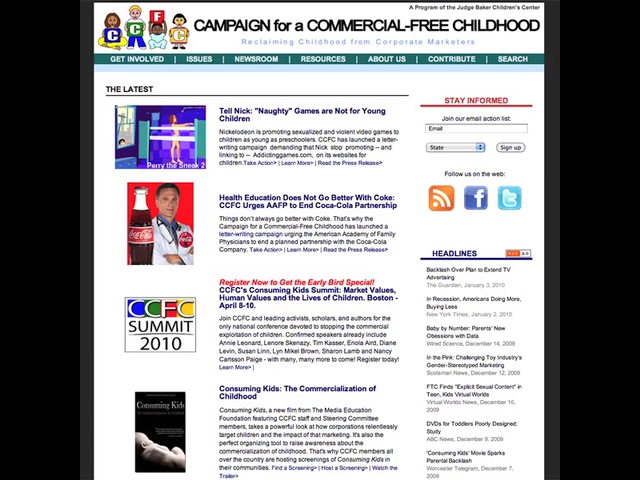 A Program of the Judge Baker Children's Center
C C F C
CAMPAIGN for a COMMERCIAL-FREE CHILDHOOD
Reclaiming Childhood from Corporate Marketers
GET INVOLVED | ISSUES | NEWSROOM | RESOURCES | ABOUT US | CONTRIBUTE | SEARCH
THE LATEST
Perry the Sneak 2
Tell Nick: "Naughty" Games are Not for Young
Children
Nickelodeon is promoting sexualized and violent video games to
children as young as preschoolers. CCFC has launched a letter-
writing campaign demanding that Nick stop promoting -- and
linking to -- Addictinggames.com, on its websites for
children.Take Action> | Learn More> | Read the Press Release>
Coca-Cola
Health Education Does Not Go Better With Coke:
CCFC Urges AAFP to End Coca-Cola Partnership
Things don't always go better with Coke. That's why the
Campaign for a Commercial-Free Childhood has launched a
letter-writing campaign urging the American Academy of Family
Physicians to end a planned partnership with the Coca-Cola
Company. Take Action> | Learn More> | Read the Press Release>
CCFC
SUMMIT
2010
Register Now to Get the Early Bird Special!
CCFC's Consuming Kids Summit: Market Values,
Human Values and the Lives of Children. Boston -
April 8-10.
Join CCFC and leading activists, scholars, and authors for the
only national conference devoted to stopping the commercial
exploitation of children. Confirmed speakers already include
Annie Leonard, Lenore Skenazy, Tim Kasser, Enola Aird, Diane
Levin, Susan Linn, Lyn Mikel Brown, Sharon Lamb and Nancy
Carlsson Paige - with many, many more to come! Register today!
Learn More> |
Consuming Kids
Consuming Kids: The Commercialization of
Childhood
Consuming Kids, a new film from The Media Education
Foundation featuring CCFC staff and Steering Committee
members, takes a powerful look at how corporations relentlessly
target children and the impact of that marketing. It's also the
perfect organizing tool to raise awareness about the
commercialization of childhood. That's why CCFC members all
over the country are hosting screenings of Consuming Kids in
their communities. Find a Screening> | Host a Screening> | Watch the
Trailer>
STAY INFORMED
Join our email action list:
Email
State
Sign up
Follow us on the web:
HEADLINES
RSS 2.0
Backlash Over Plan to Extend TV
Advertising
The Guardian, January 3, 2010
In Recession, Americans Doing More,
Buying Less
New York Times, January 2, 2010
Baby by Number: Parents' New
Obsessions with Data
Wired Science, December 14, 2009
In the Pink: Challenging Toy Industry's
Gender-Stereotyped Marketing
Scotsman News, December 12, 2009
FTC Finds "Explicit Sexual Content" in
Teen, Kids Virtual Worlds
Virtual Worlds News, December 10,
2009
DVDs for Toddlers Poorly Designed:
Study
ABC News, December 9, 2009
'Consuming Kids' Movie Sparks
Parental Backlash
Worcester Telegram, December 7,
2009